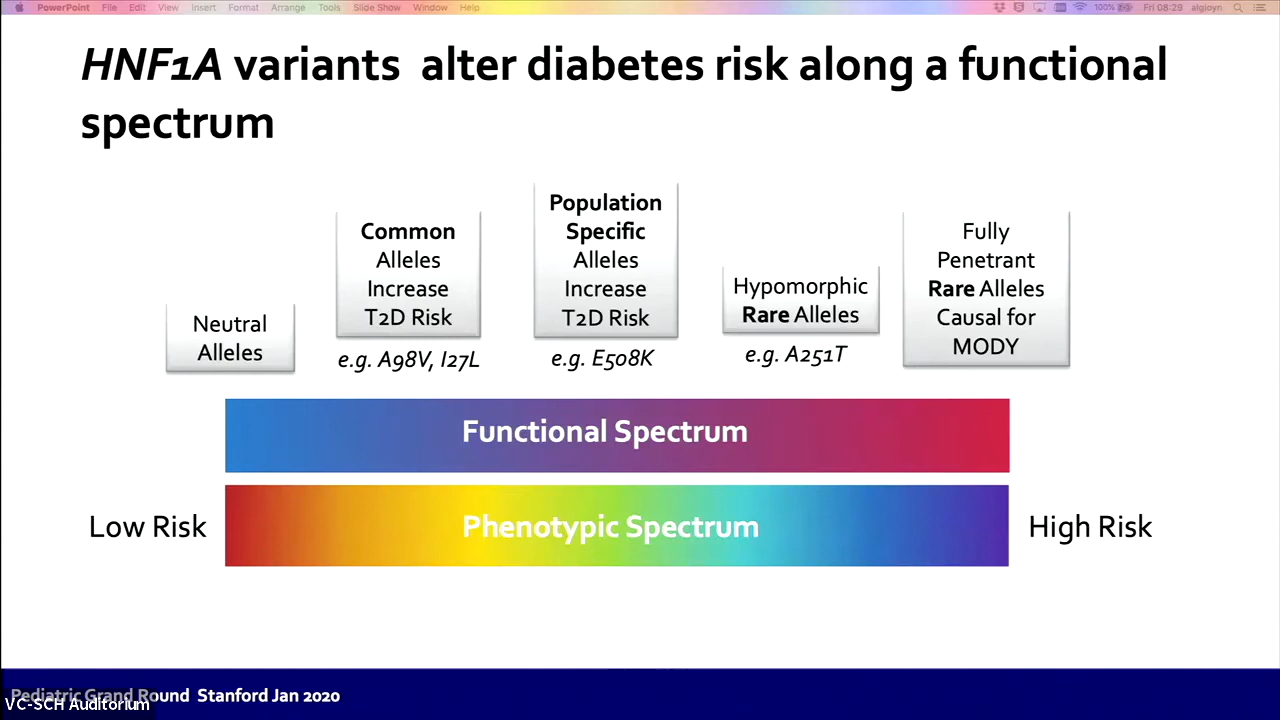 PowerPoint File Edit View Insert Format Arrange Tools Slide Show Window Help 100% Fri 08:29 algloyn
HNF1A variants alter diabetes risk along a functional
spectrum
Neutral
Alleles
Common
Alleles
Increase
T2D Risk
e.g. A98V, I27L
Population
Specific
Alleles
Increase
T2D Risk
e.g. E508K
Hypomorphic
Rare Alleles
e.g. A251T
Fully
Penetrant
Rare Alleles
Causal for
MODY
Functional Spectrum
Low Risk
Phenotypic Spectrum
High Risk
Pediatric Grand Round Stanford Jan 2020
VC-SCH Auditorium